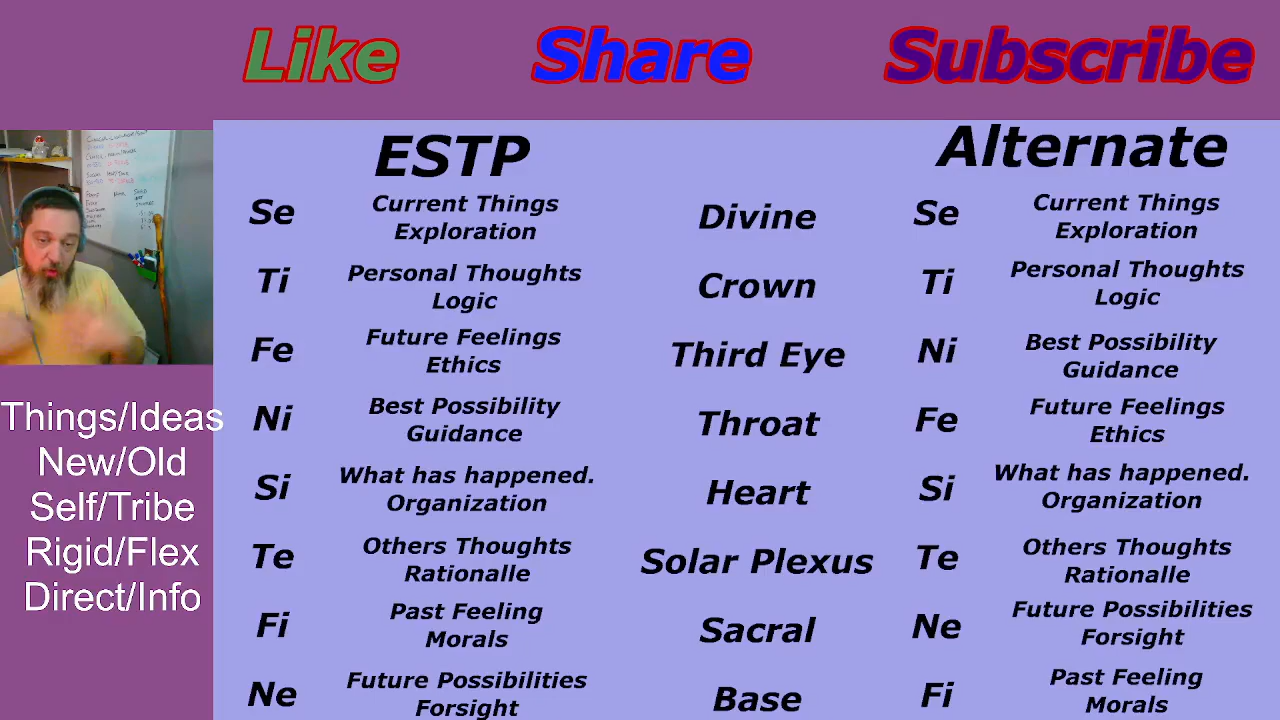 Like Share Subscribe
ESTP Alternate
Se Current Things Divine Se Current Things
Exploration Exploration
Ti Personal Thoughts Crown Ti Personal Thoughts
Logic Logic
Fe Future Feelings Third Eye Ni Best Possibility
Ethics Guidance
Ni Best Possibility Throat Fe Future Feelings
Guidance Ethics
Si What has happened. Heart Si What has happened.
Organization Organization
Te Others Thoughts Solar Plexus Te Others Thoughts
Rationalle Rationalle
Fi Past Feeling Sacral Ne Future Possibilities
Morals Forsight
Ne Future Possibilities Base Fi Past Feeling
Forsight Morals
Things/Ideas
New/Old
Self/Tribe
Rigid/Flex
Direct/Info